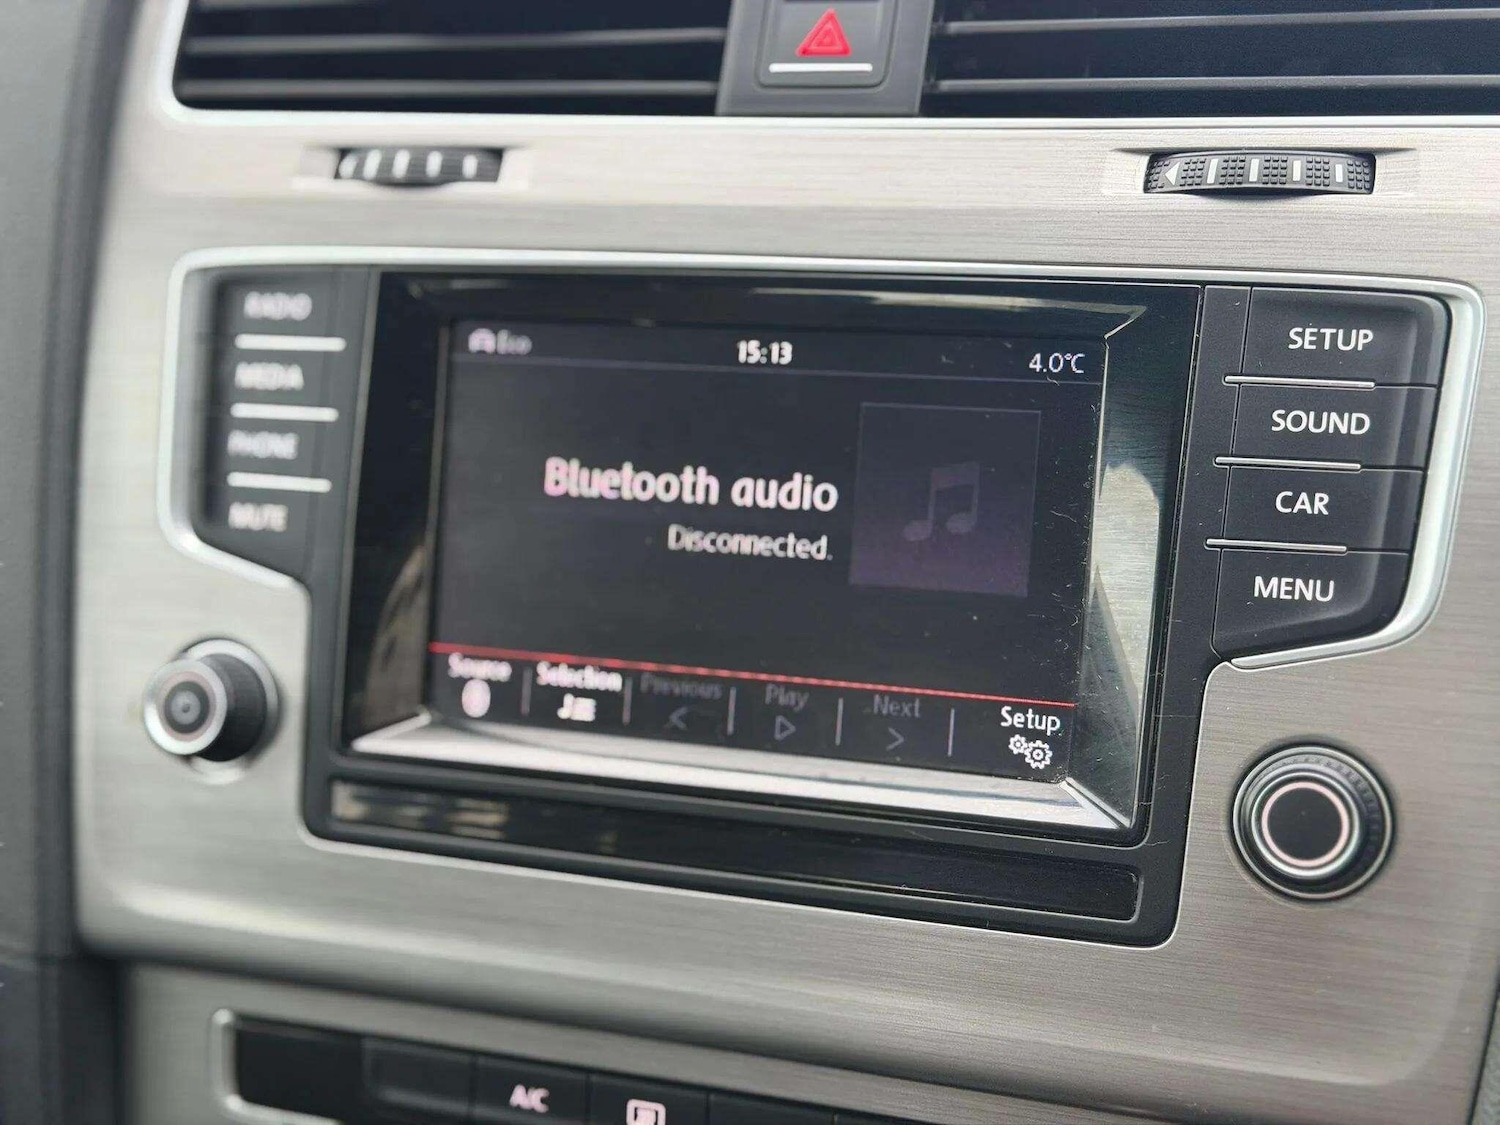 RADIO
MEDIA
PHONE
MUTE
Eco
15:13
4.0°C
Bluetooth audio
Disconnected.
Source
Selection
Previous
Play
Next
Setup
SETUP
SOUND
CAR
MENU
A/C